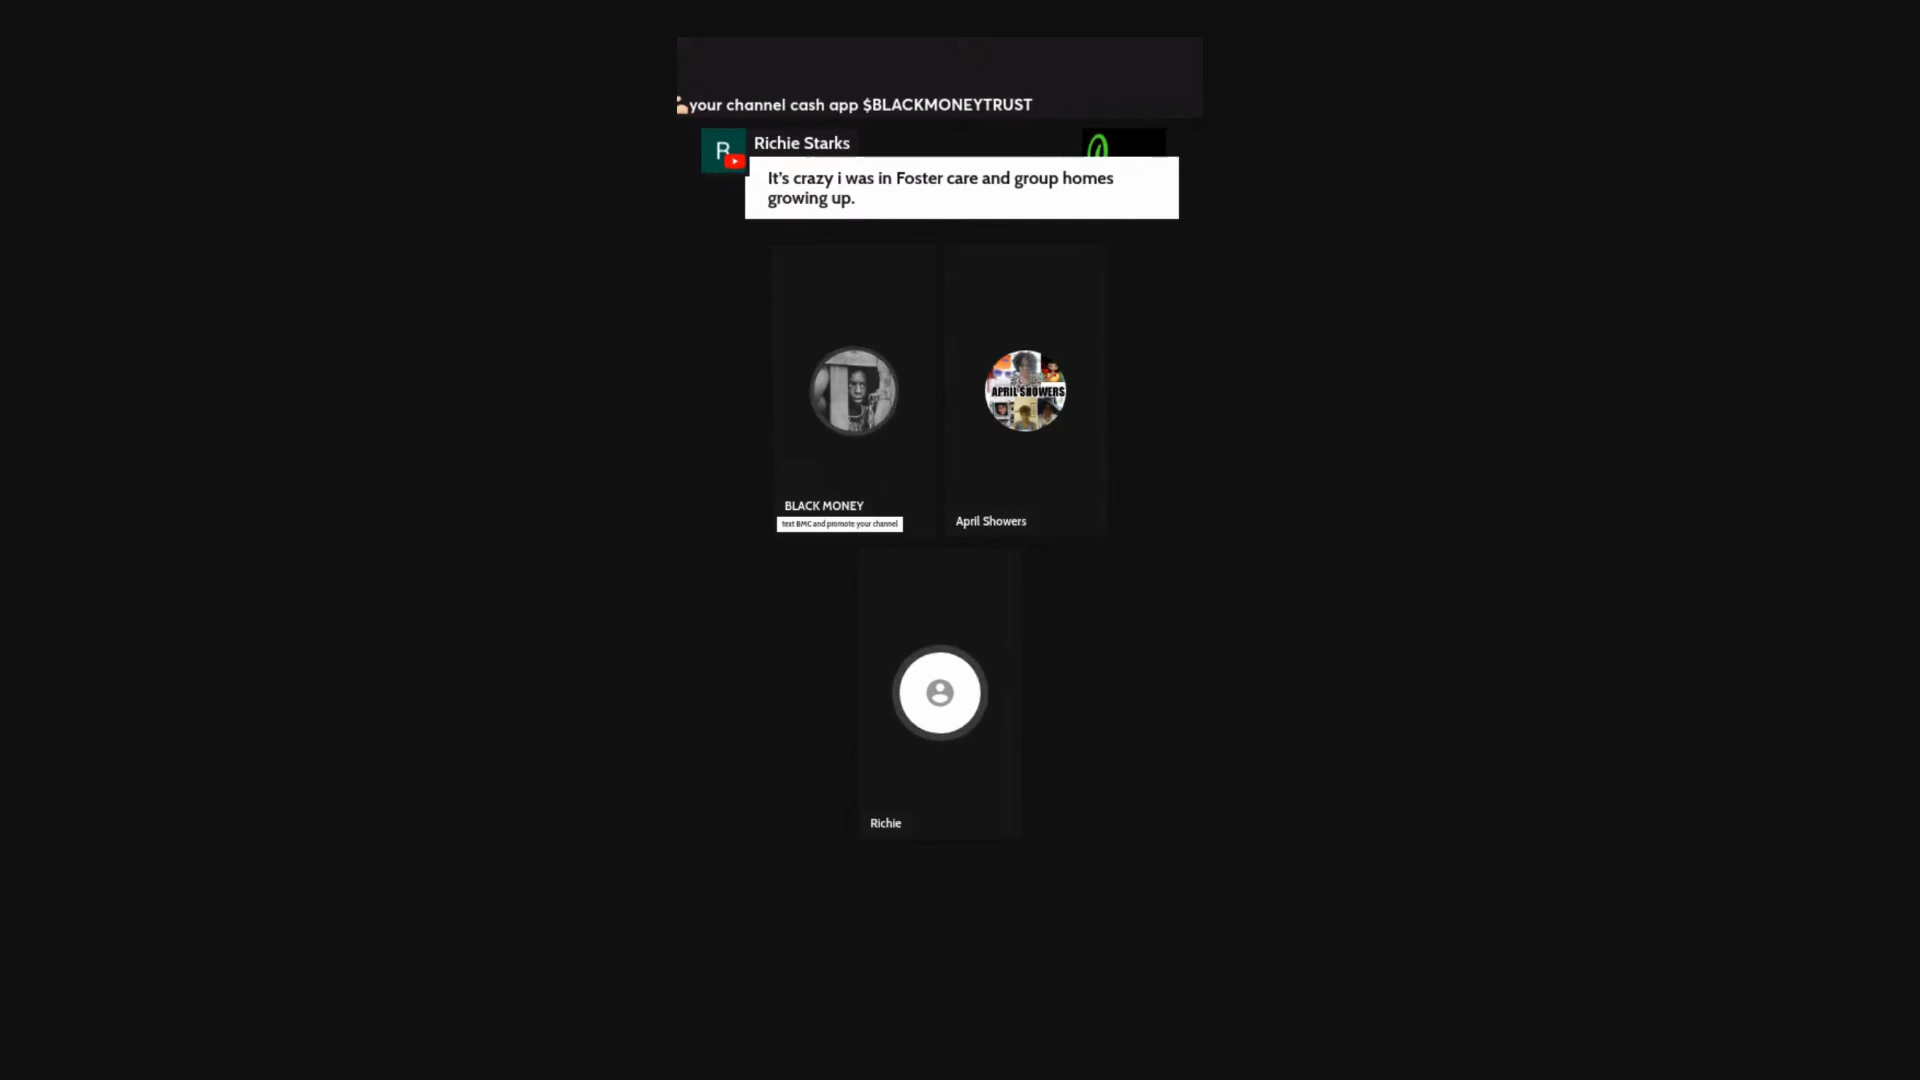 your channel cash app $BLACKMONEYTRUST
R
Richie Starks
It's crazy i was in Foster care and group homes
growing up.
APRIL SHOWERS
BLACK MONEY
text BMC and promote your channel
April Showers
Richie